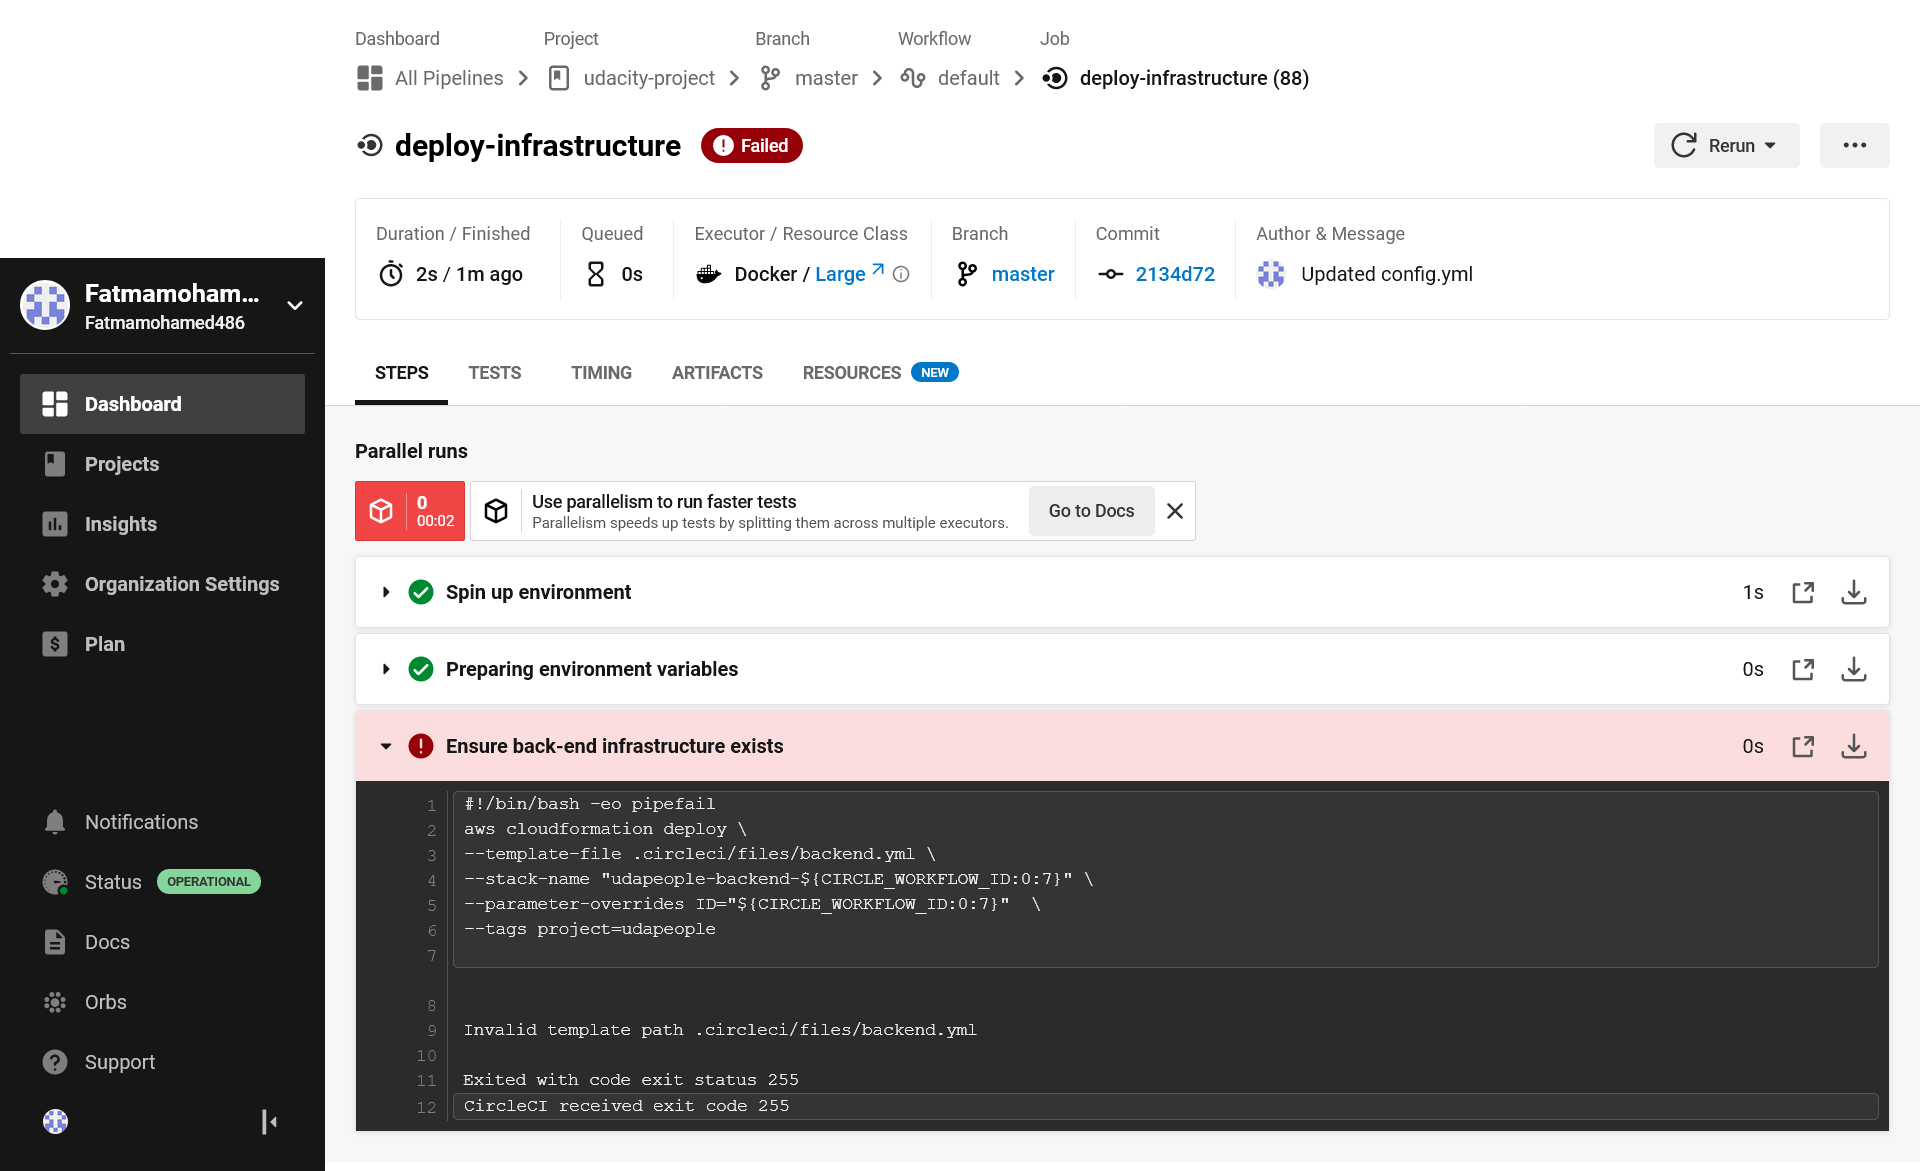 Dashboard
Project
Branch
Workflow
Job
All Pipelines
udacity-project
master
default
deploy-infrastructure (88)
deploy-infrastructure
Failed
Rerun
Duration / Finished
2s / 1m ago
Queued
0s
Executor / Resource Class
Docker / Large
Branch
master
Commit
2134d72
Author & Message
Updated config.yml
Fatmamoham...
Fatmamohamed486
Dashboard
Projects
Insights
Organization Settings
Plan
Notifications
Status OPERATIONAL
Docs
Orbs
Support
STEPS
TESTS
TIMING
ARTIFACTS
RESOURCES NEW
Parallel runs
0
00:02
Use parallelism to run faster tests
Parallelism speeds up tests by splitting them across multiple executors.
Go to Docs
Spin up environment 1s
Preparing environment variables 0s
Ensure back-end infrastructure exists 0s
1 #!/bin/bash -eo pipefail
2 aws cloudformation deploy \
3 --template-file .circleci/files/backend.yml \
4 --stack-name "udapeople-backend-${CIRCLE_WORKFLOW_ID:0:7}" \
5 --parameter-overrides ID="${CIRCLE_WORKFLOW_ID:0:7}"  \
6 --tags project=udapeople
7
8
9 Invalid template path .circleci/files/backend.yml
10
11 Exited with code exit status 255
12 CircleCI received exit code 255